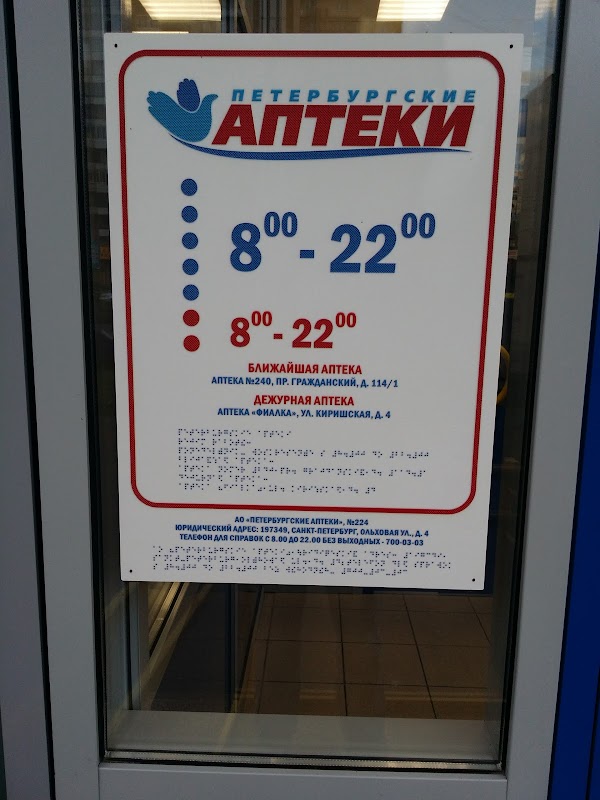 ПЕТЕРБУРГСКИЕ
АПТЕКИ
8⁰⁰ - 22⁰⁰
8⁰⁰ - 22⁰⁰
БЛИЖАЙШАЯ АПТЕКА
АПТЕКА №240, ПР. ГРАЖДАНСКИЙ, Д. 114/1
ДЕЖУРНАЯ АПТЕКА
АПТЕКА «ФИАЛКА», УЛ. КИРИШСКАЯ, Д. 4
АО «ПЕТЕРБУРГСКИЕ АПТЕКИ», №224
ЮРИДИЧЕСКИЙ АДРЕС: 197349, САНКТ-ПЕТЕРБУРГ, ОЛЬХОВАЯ УЛ., Д. 4
ТЕЛЕФОН ДЛЯ СПРАВОК С 8.00 ДО 22.00 БЕЗ ВЫХОДНЫХ - 700-03-03